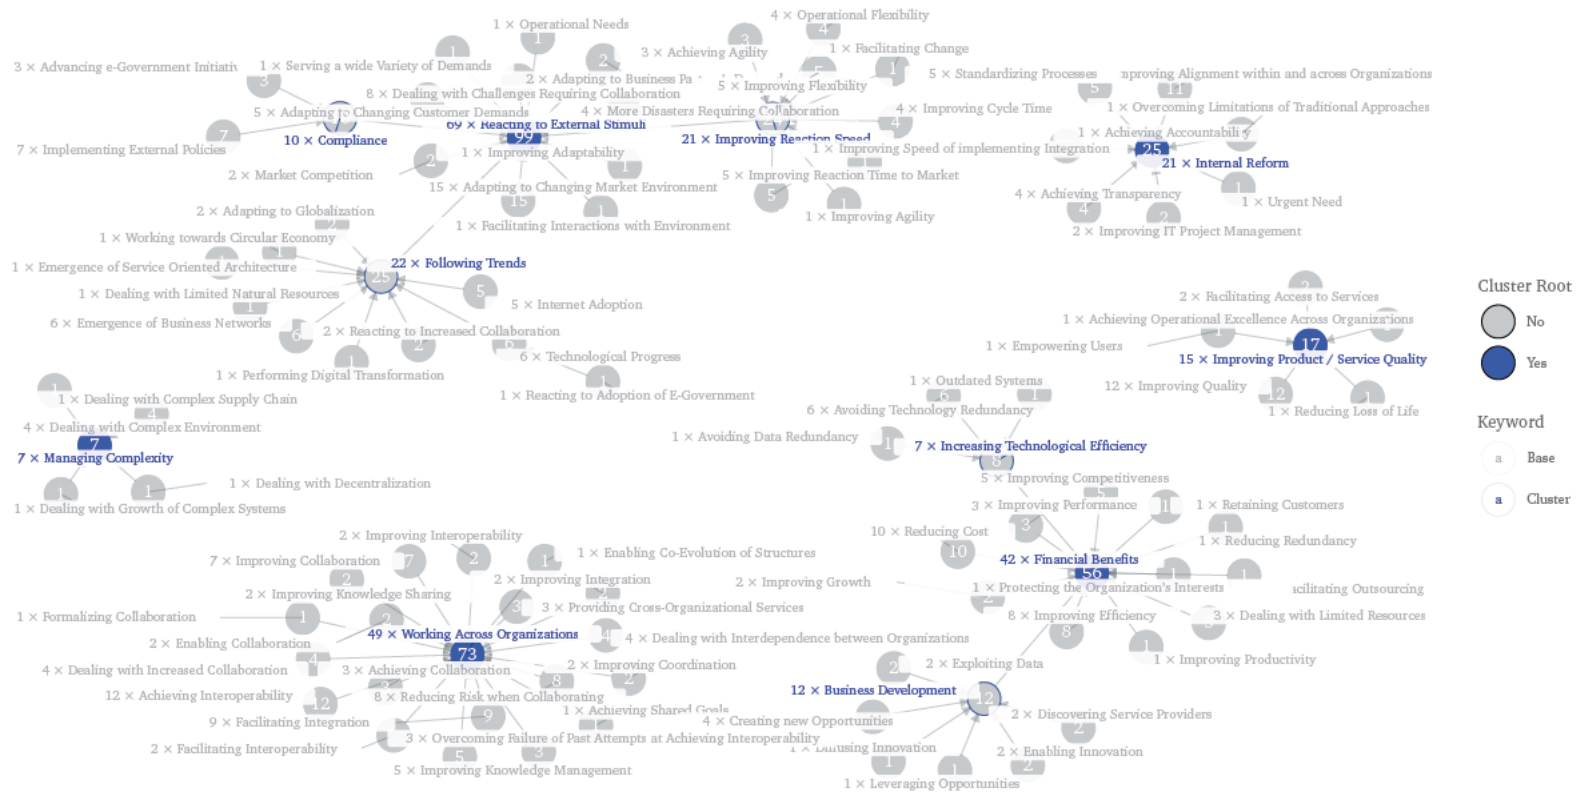 4 × Operational Flexibility
1 × Operational Needs
3 × Achieving Agility
1 × Facilitating Change
3 × Advancing e-Government
1 × Serving a wide Variety of Demands
2 × Adapting to Business
5 × Improving Flexibility
5 × Standardizing Processes
Alignment within and across Organizations
8 × Dealing with Challenges Requiring Collaboration
5 × Adapting to Changing Customer Demands
4 × More Disasters Requiring Collaboration
4 × Improving Cycle Time
1 × Overcoming Limitations of Traditional Approaches
69 × Reacting to External Stimuli
99
10 × Compliance
21 × Improving Reaction Speed
1 × Achieving Accountability
7 × Implementing External Policies
1 × Improving Adaptability
1 × Improving Speed of implementing Integration
25
21 × Internal Reform
2 × Market Competition
5 × Improving Reaction Time to Market
15 × Adapting to Changing Market Environment
4 × Achieving Transparency
1 × Urgent Need
2 × Adapting to Globalization
1 × Improving Agility
1 × Facilitating Interactions with Environment
2 × Improving IT Project Management
1 × Working towards Circular Economy
1 × Emergence of Service Oriented Architecture
22 × Following Trends
25
1 × Dealing with Limited Natural Resources
5
5 × Internet Adoption
6 × Emergence of Business Networks
2 × Reacting to Increased Collaboration
6 × Technological Progress
1 × Performing Digital Transformation
1 × Reacting to Adoption of E-Government
Cluster Root
No
Yes
2 × Facilitating Access to Services
1 × Achieving Operational Excellence Across Organizations
1 × Empowering Users
17
15 × Improving Product / Service Quality
12 × Improving Quality
1 × Reducing Loss of Life
Keyword
a Base
a Cluster
1 × Dealing with Complex Supply Chain
4 × Dealing with Complex Environment
7
7 × Managing Complexity
1 × Dealing with Decentralization
1 × Dealing with Growth of Complex Systems
1 × Outdated Systems
6 × Avoiding Technology Redundancy
1 × Avoiding Data Redundancy
7 × Increasing Technological Efficiency
8
5 × Improving Competitiveness
3 × Improving Performance
1 × Retaining Customers
10 × Reducing Cost
10
1 × Reducing Redundancy
42 × Financial Benefits
56
2 × Improving Growth
1 × Protecting the Organization's Interests
Outsourcing
8 × Improving Efficiency
8
3 × Dealing with Limited Resources
1 × Improving Productivity
2 × Improving Interoperability
7 × Improving Collaboration
1 × Enabling Co-Evolution of Structures
2 × Improving Integration
2 × Improving Knowledge Sharing
3 × Providing Cross-Organizational Services
1 × Formalizing Collaboration
49 × Working Across Organizations
73
2 × Enabling Collaboration
4 × Dealing with Interdependence between Organizations
4 × Dealing with Increased Collaboration
3 × Achieving Collaboration
2 × Improving Coordination
12 × Achieving Interoperability
12
8 × Reducing Risk when Collaborating
1 × Achieving Shared Goals
9 × Facilitating Integration
9
3 × Overcoming Failure of Past Attempts at Achieving Interoperability
2 × Facilitating Interoperability
5 × Improving Knowledge Management
2 × Exploiting Data
12 × Business Development
12
4 × Creating new Opportunities
2 × Discovering Service Providers
Innovation
2 × Enabling Innovation
1 × Leveraging Opportunities